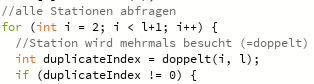 //alle Stationen abfragen
for (int i = 2; i < l+1; i++) {
//Station wird mehrmals besucht (=doppelt)
int duplicateIndex = doppelt(i, l);
if (duplicateIndex != 0) {